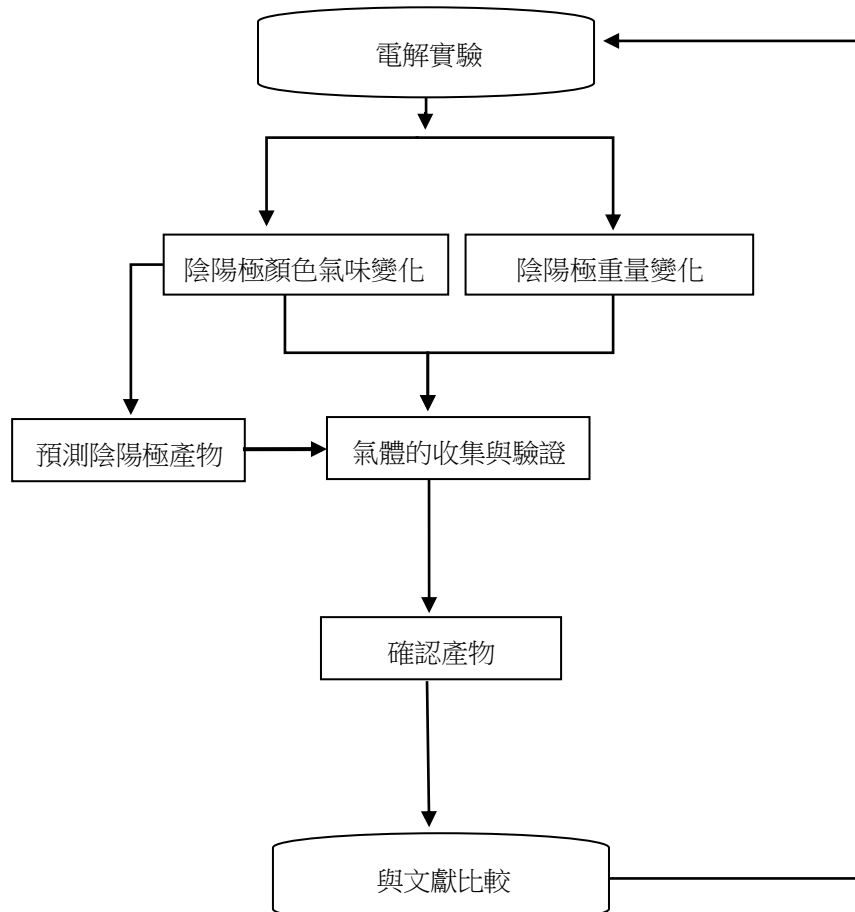 電解實驗
陰陽極顏色氣味變化
陰陽極重量變化
預測陰陽極產物
氣體的收集與驗證
確認產物
與文獻比較